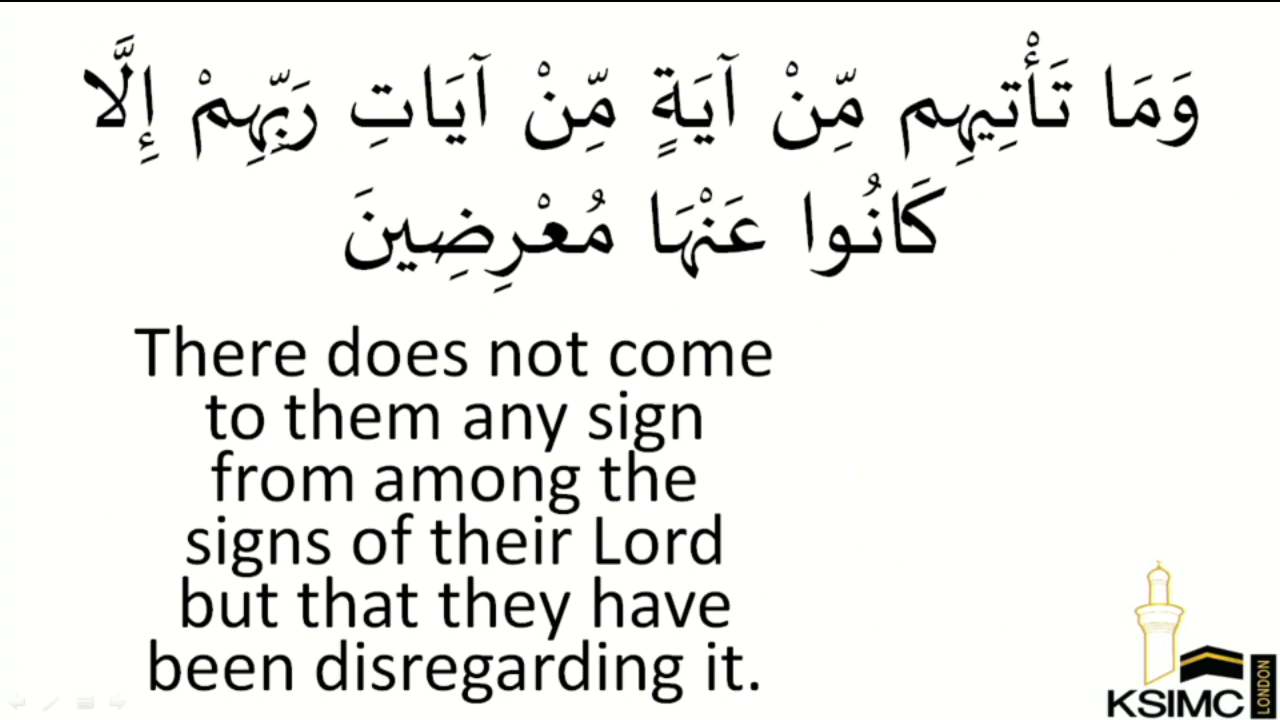 وَمَا تَأْتِيهِم مِّنْ آيَةٍ مِّنْ آيَاتِ رَبِّهِمْ إِلَّا
كَانُوا عَنْهَا مُعْرِضِينَ
There does not come
to them any sign
from among the
signs of their Lord
but that they have
been disregarding it.
KSIMC
LONDON